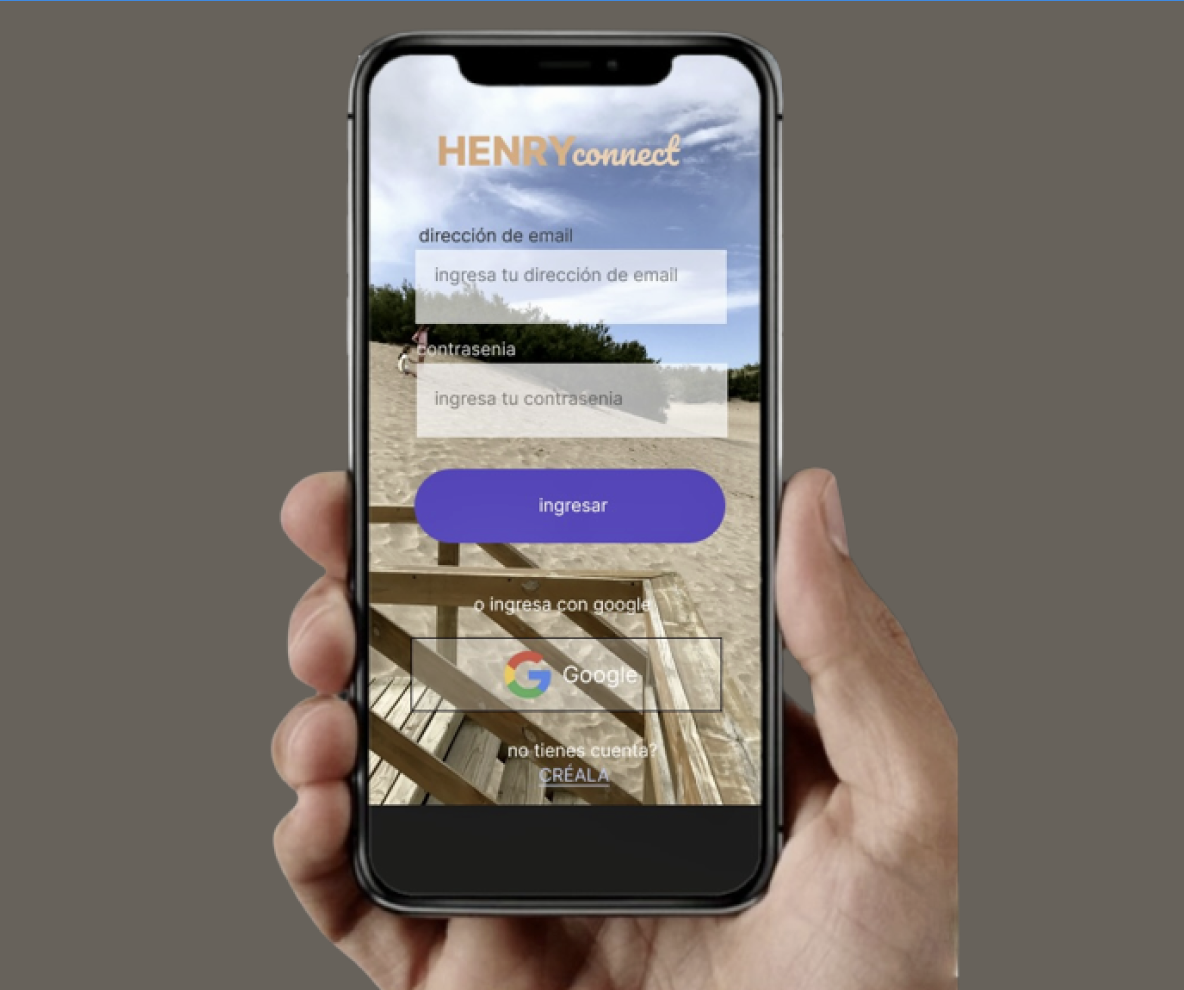 HENRYconnect
dirección de email
ingresa tu dirección de email
contrasenia
ingresa tu contrasenia
ingresar
o ingresa con google
Google
no tienes cuenta?
CRÉALA